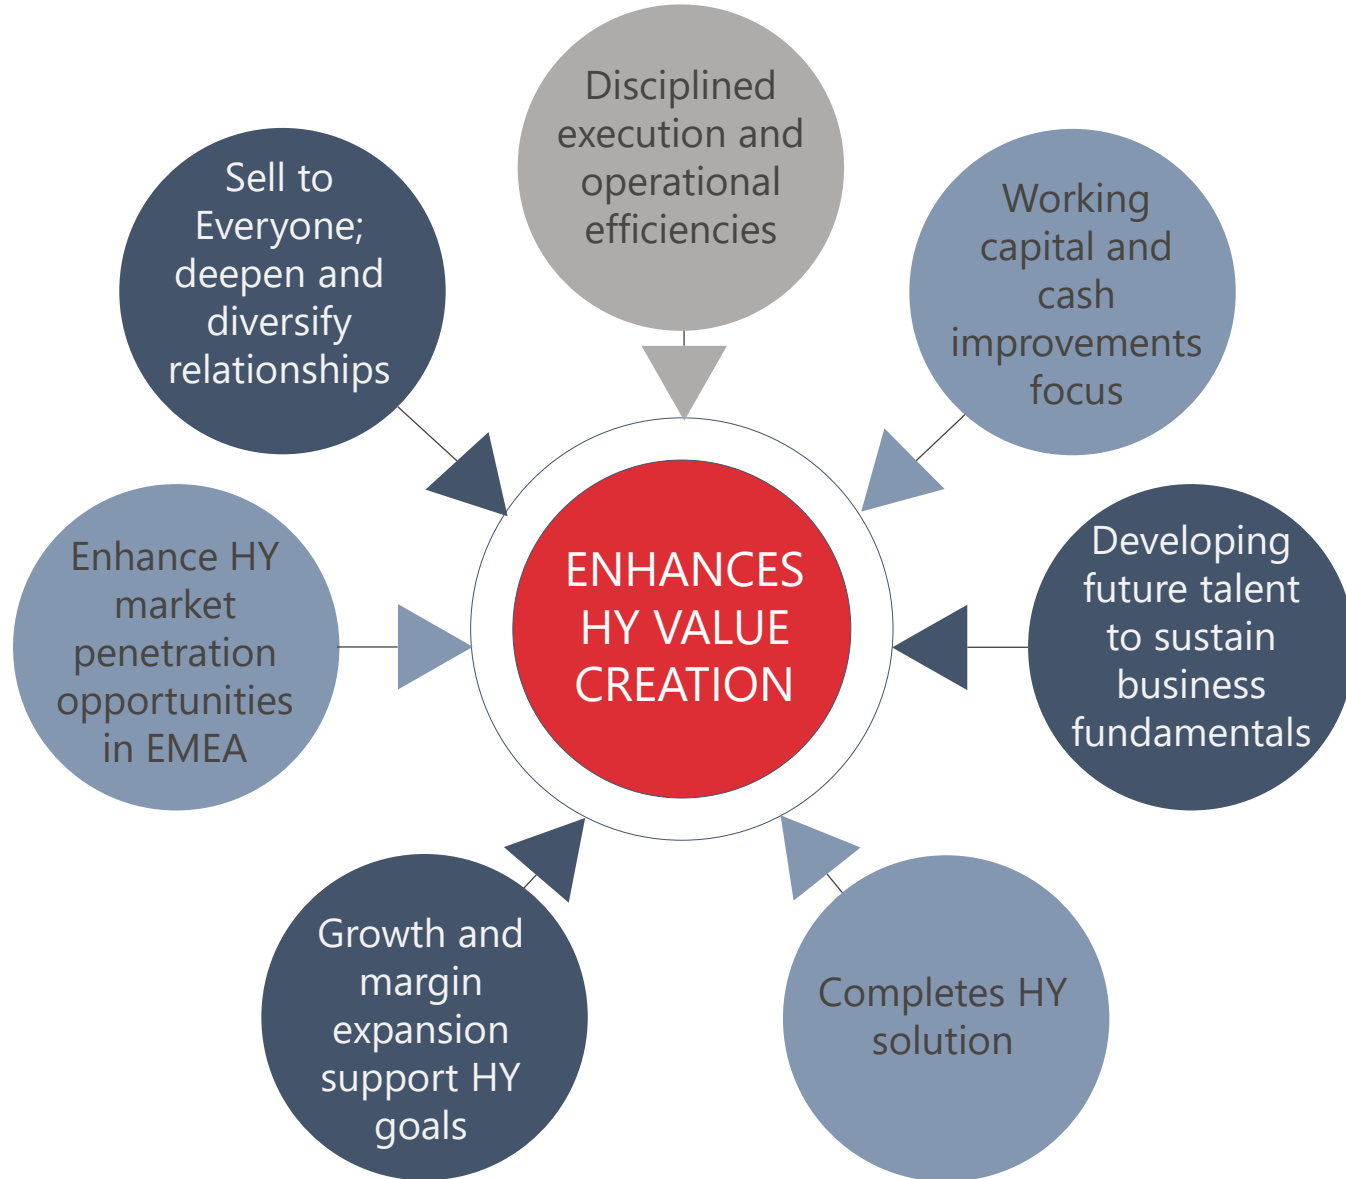 Disciplined
execution and
operational
efficiencies
Sell to
Everyone;
deepen and
diversify
relationships
Working
capital and
cash
improvements
focus
Enhance HY
market
penetration
opportunities
in EMEA
ENHANCES
HY VALUE
CREATION
Developing
future talent
to sustain
business
fundamentals
Growth and
margin
expansion
support HY
goals
Completes HY
solution